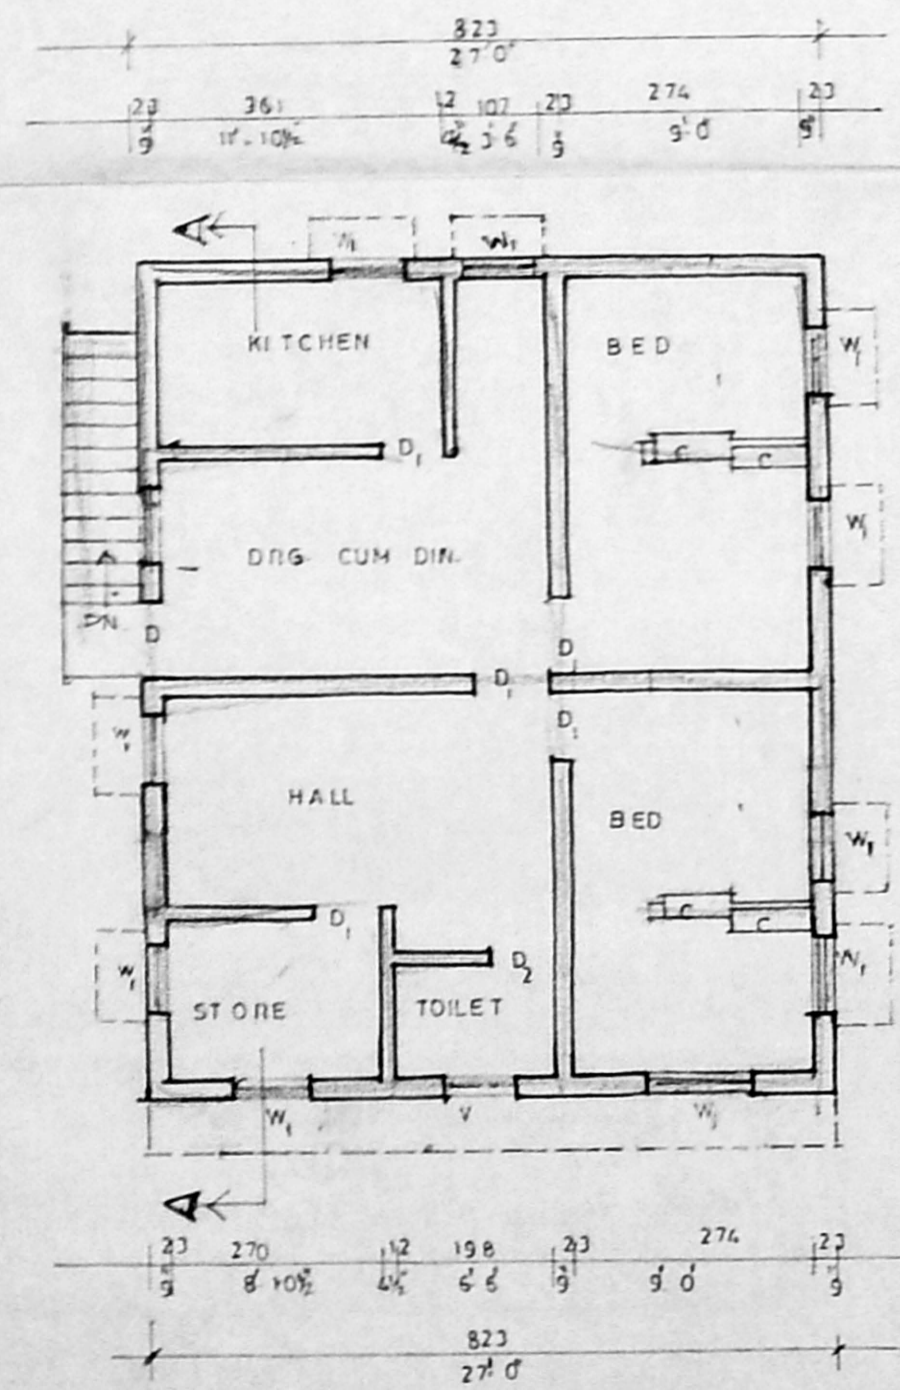 823
27'0"
23 361 12 107 23 274 23
9" 11'-10½" 4½" 3'6" 9" 9'-0" 9"
W1 W1
KITCHEN BED W1
D1 C C
W1
DRG CUM DIN.
DN
D D
D1
D1
W1
HALL BED W1
D1 C C
W1 D2 W1
STORE TOILET
W1 V W1
23 270 12 198 23 274 23
9" 8'10½" 4½" 6'6" 9" 9'0" 9"
823
27'0"